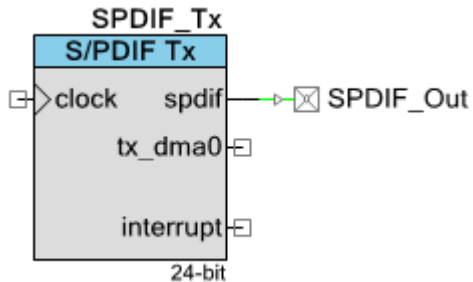 SPDIF_Tx
S/PDIF Tx
clock spdif SPDIF_Out
tx_dma0
interrupt
24-bit